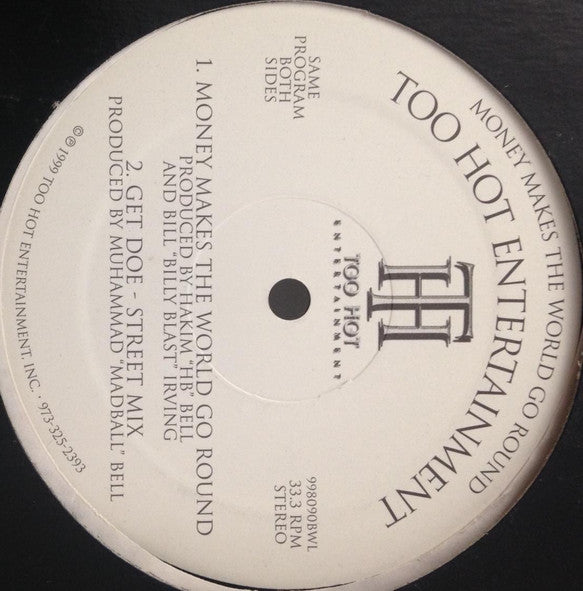 MONEY MAKES THE WORLD GO ROUND
TOO HOT ENTERTAINMENT
THE
TOO HOT
ENTERTAINMENT
SAME
PROGRAM
BOTH
SIDES
998090BWL
33.3 RPM
STEREO
1. MONEY MAKES THE WORLD GO ROUND
PRODUCED BY HAKIM "HB" BELL
AND BILL "BILLY BLAST" IRVING
2. GET DOE - STREET MIX
PRODUCED BY MUHAMMAD "MADBALL" BELL
©℗ 1999 TOO HOT ENTERTAINMENT, INC. • 973-325-2393